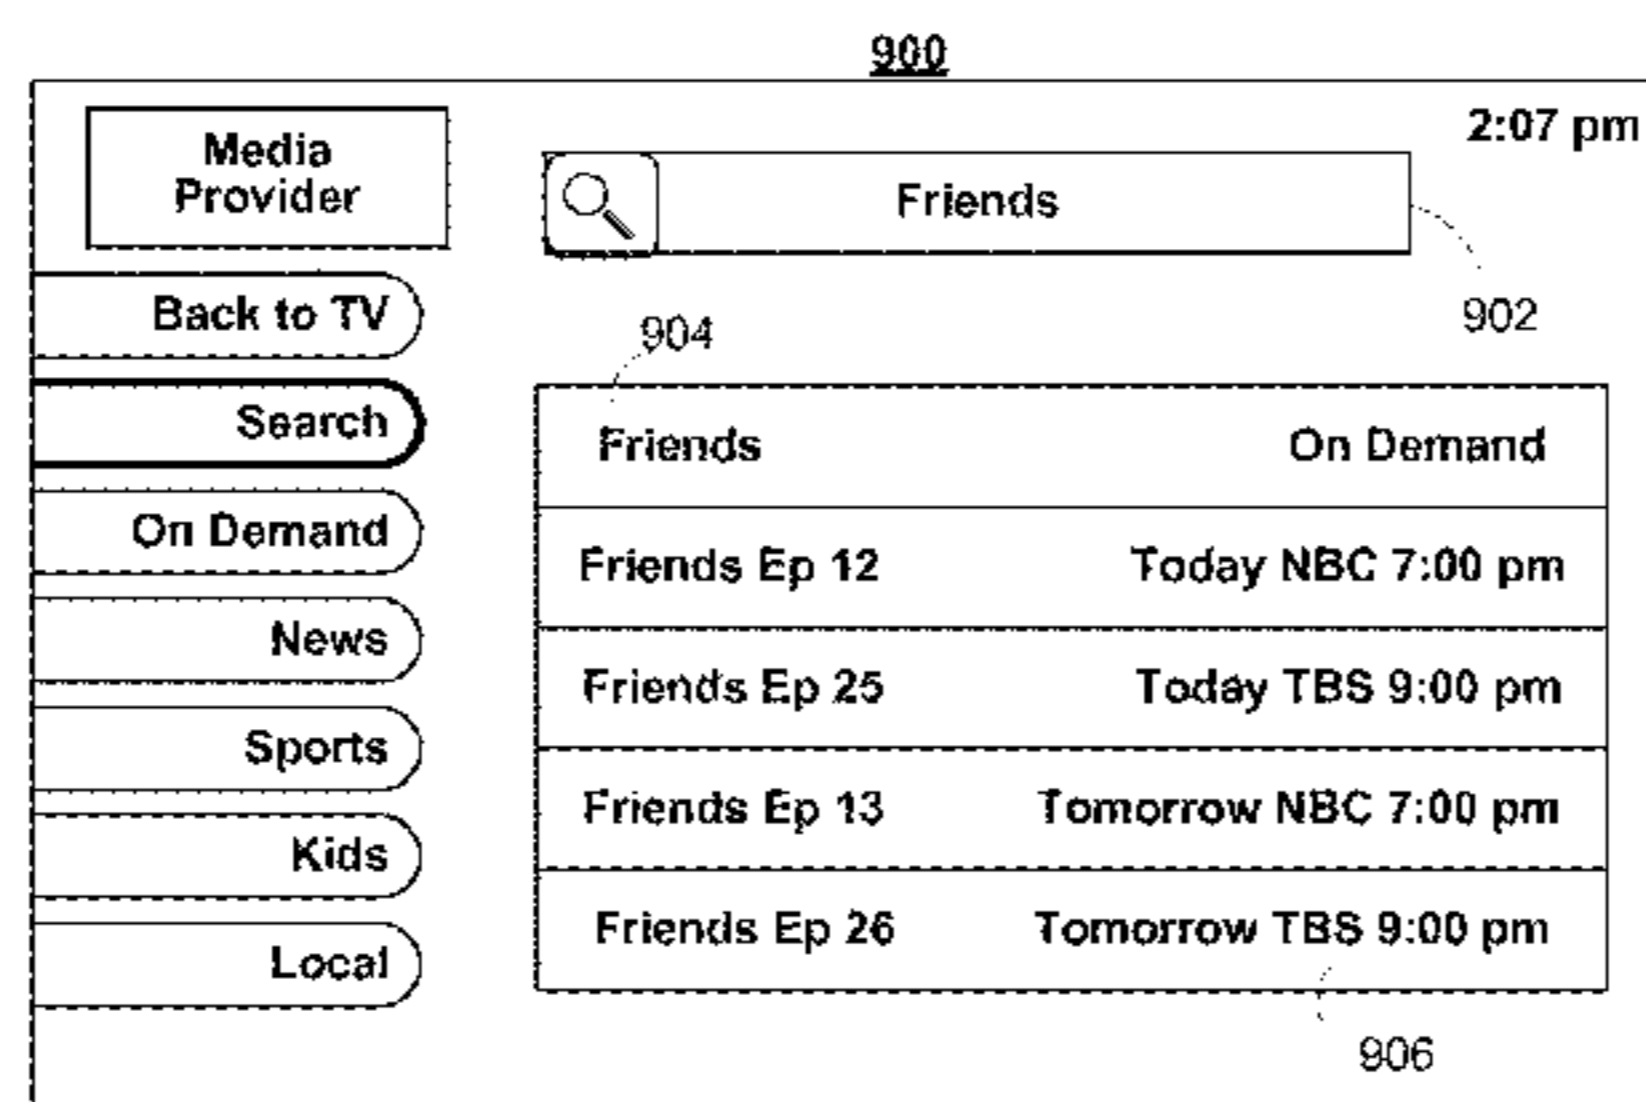 900
2:07 pm
Media
Provider
Friends
902
Back to TV
Search
On Demand
News
Sports
Kids
Local
904
Friends On Demand
Friends Ep 12 Today NBC 7:00 pm
Friends Ep 25 Today TBS 9:00 pm
Friends Ep 13 Tomorrow NBC 7:00 pm
Friends Ep 26 Tomorrow TBS 9:00 pm
906